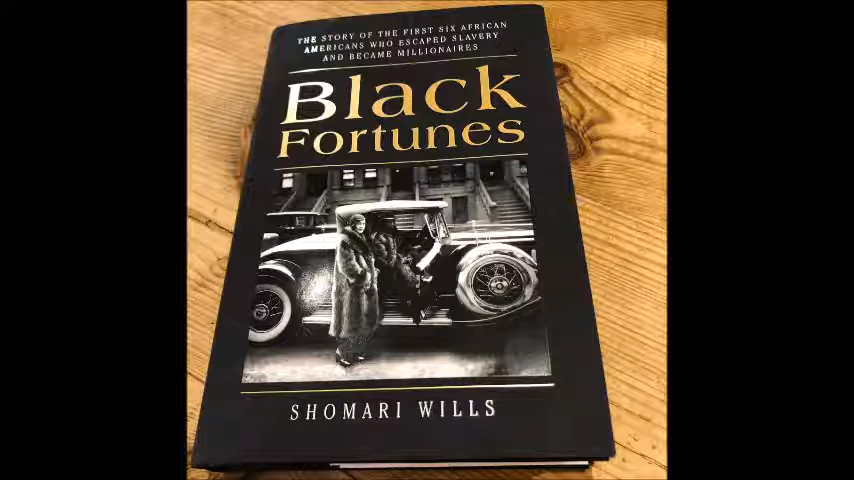 THE STORY OF THE FIRST SIX AFRICAN
AMERICANS WHO ESCAPED SLAVERY
AND BECAME MILLIONAIRES
Black
Fortunes
SHOMARI WILLS